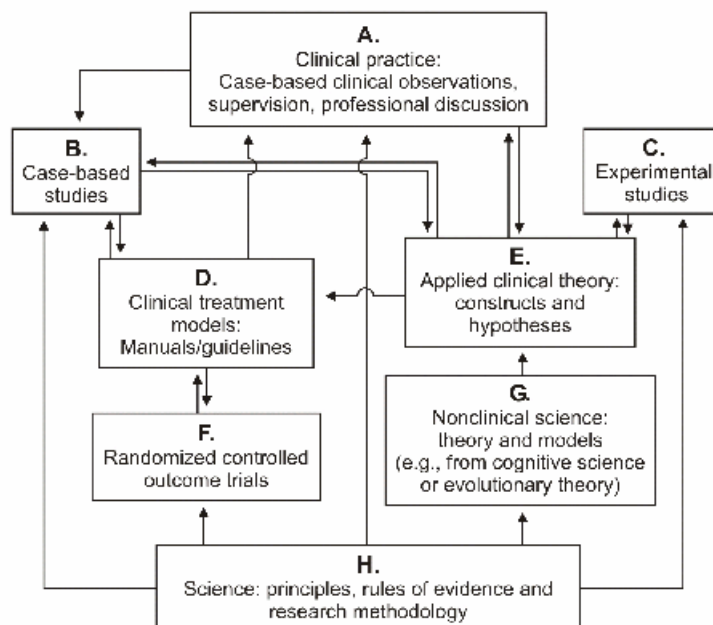 A.
Clinical practice:
Case-based clinical observations,
supervision, professional discussion
B.
Case-based
studies
C.
Experimental
studies
D.
Clinical treatment
models:
Manuals/guidelines
E.
Applied clinical theory:
constructs and
hypotheses
F.
Randomized controlled
outcome trials
G.
Nonclinical science:
theory and models
(e.g., from cognitive science
or evolutionary theory)
H.
Science: principles, rules of evidence and
research methodology